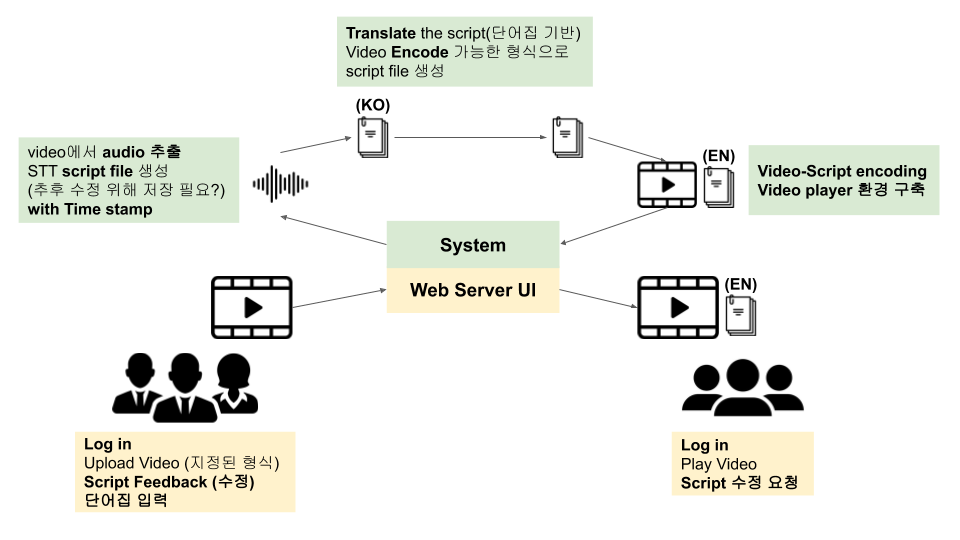 Translate the script(단어집 기반)
Video Encode 가능한 형식으로
script file 생성
(KO)
video에서 audio 추출
STT script file 생성
(추후 수정 위해 저장 필요?)
with Time stamp
(EN)
Video-Script encoding
Video player 환경 구축
System
Web Server UI
(EN)
Log in
Upload Video (지정된 형식)
Script Feedback (수정)
단어집 입력
Log in
Play Video
Script 수정 요청